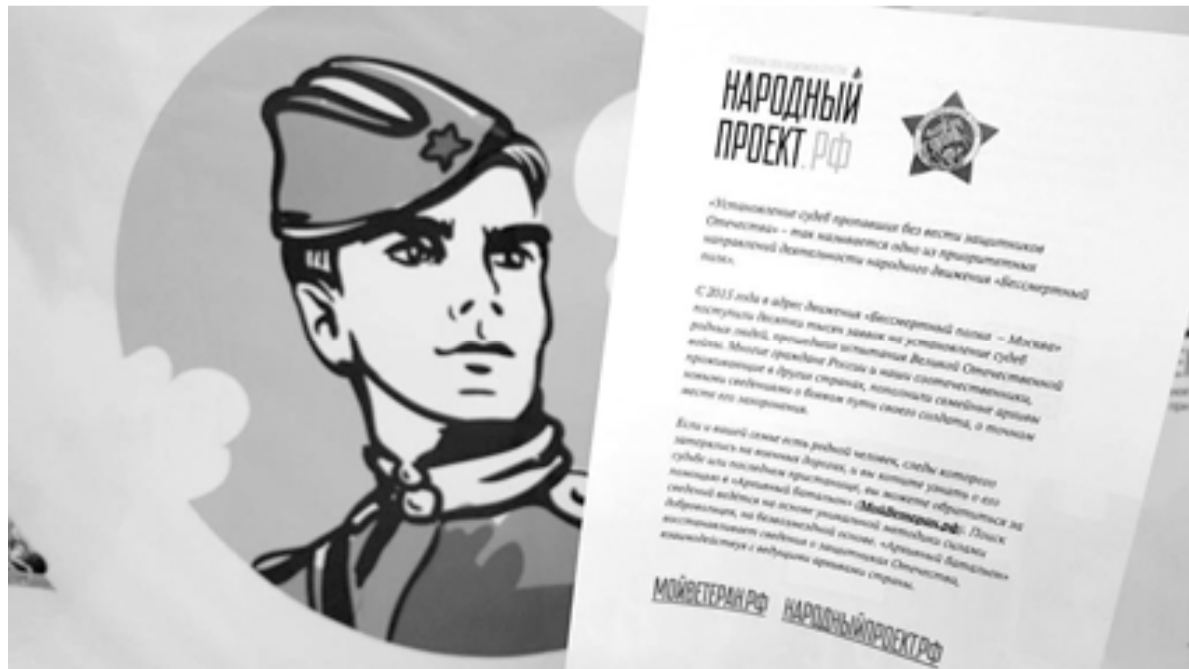 НАРОДНЫЙ
ПРОЕКТ.РФ
«Установление судеб пропавших без вести защитников
Отечества» – так называется одно из приоритетных
направлений деятельности народного движения «Бессмертный
полк».
С 2015 года в адрес движения «Бессмертный полка – Москва»
поступили десятки тысяч заявок на установление судеб
родных людей, прошедших испытания Великой Отечественной
войны. Многие граждане России и наши соотечественники,
проживающие в других странах, пополнили семейные архивы
новыми сведениями о боевом пути своего солдата, о точном
месте его захоронения.
Если в вашей семье есть родной человек, следы которого
затерялись на военных дорогах, и вы хотите узнать о его
судьбе или последнем пристанище, вы можете обратиться за
помощью в «Архивный батальон» (МойВетеран.рф). Поиск
сведений ведётся на основе уникальной методики силами
добровольцев, на безвозмездной основе. «Архивный батальон»
восстанавливает сведения о защитниках Отечества,
взаимодействуя с ведущими архивами страны.
МОЙВЕТЕРАН.РФ НАРОДНЫЙПРОЕКТ.РФ